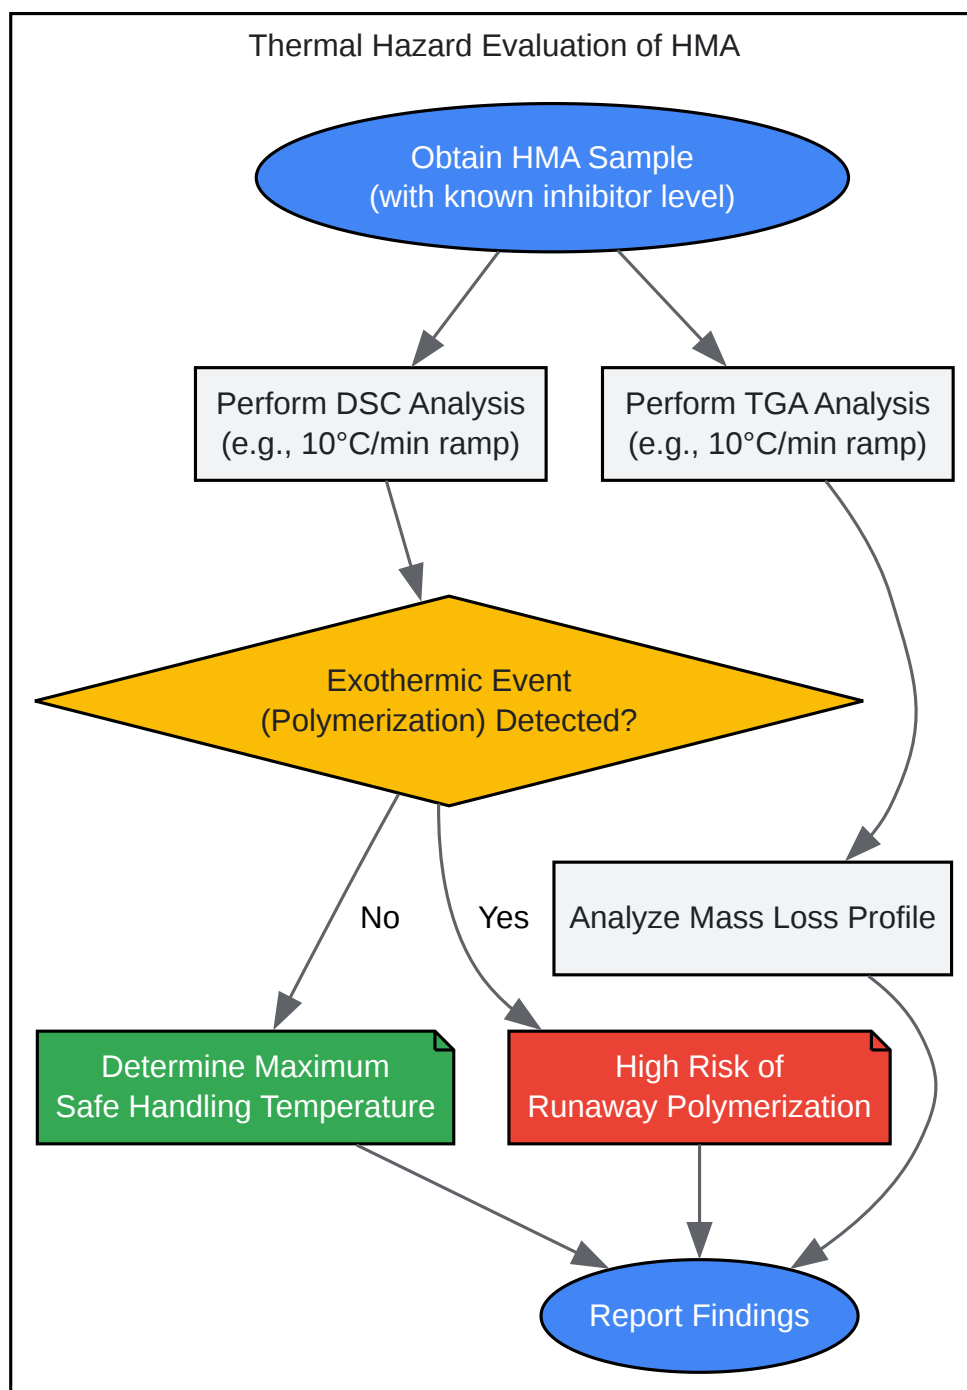 Thermal Hazard Evaluation of HMA
Obtain HMA Sample
(with known inhibitor level)
Perform DSC Analysis
(e.g., 10°C/min ramp)
Perform TGA Analysis
(e.g., 10°C/min ramp)
Exothermic Event
(Polymerization) Detected?
No
Yes
Analyze Mass Loss Profile
Determine Maximum
Safe Handling Temperature
High Risk of
Runaway Polymerization
Report Findings